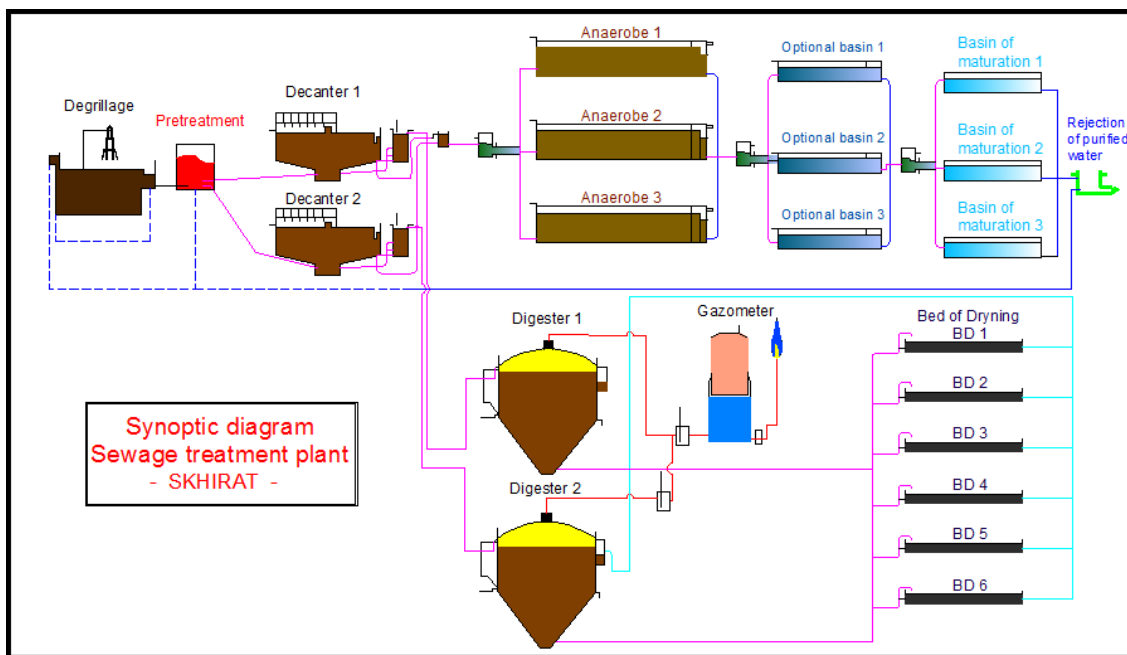 Degrillage
Pretreatment
Decanter 1
Decanter 2
Anaerobe 1
Anaerobe 2
Anaerobe 3
Optional basin 1
Optional basin 2
Optional basin 3
Basin of
maturation 1
Basin of
maturation 2
Basin of
maturation 3
Rejection
of purified
water
Digester 1
Digester 2
Gazometer
Bed of Dryning
BD 1
BD 2
BD 3
BD 4
BD 5
BD 6
Synoptic diagram
Sewage treatment plant
- SKHIRAT -